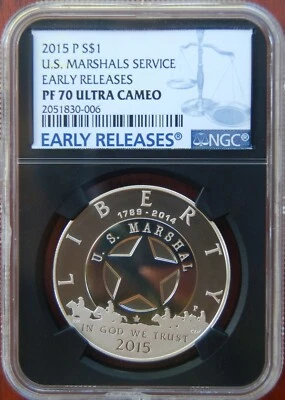 2015 P S$1
U.S. MARSHALS SERVICE
EARLY RELEASES
PF 70 ULTRA CAMEO
2051830-006
EARLY RELEASES®
NGC®
LIBERTY
1789-2014
U.S. MARSHAL
IN GOD WE TRUST
2015